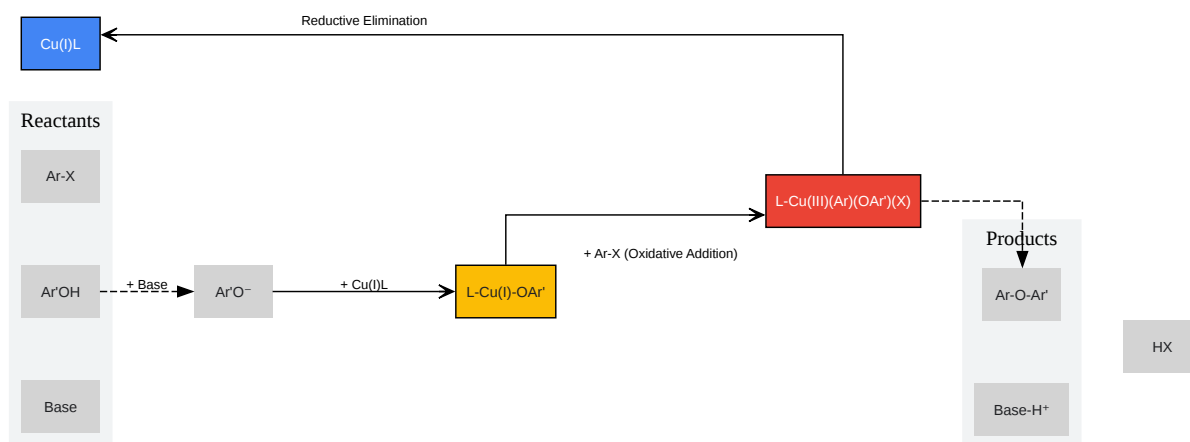 Reductive Elimination
Cu(I)L
Reactants
Ar-X
L-Cu(III)(Ar)(OAr')(X)
Products
+ Ar-X (Oxidative Addition)
Ar'OH
+ Base
Ar'O⁻
+ Cu(I)L
L-Cu(I)-OAr'
Ar-O-Ar'
HX
Base
Base-H⁺